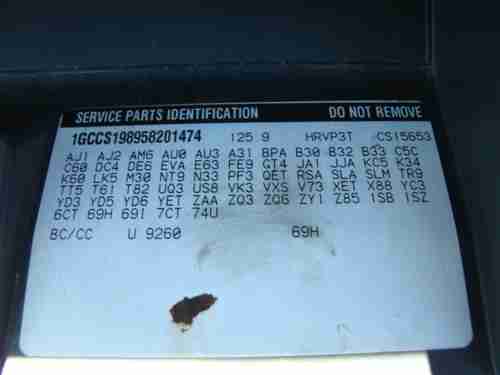 SERVICE PARTS IDENTIFICATION DO NOT REMOVE
1GCCS198958201474 125 9 HRVP3T CS15653
AJ1 AJ2 AM6 AU0 AU3 A31 BPA B30 B32 B33 C5C
C60 DC4 DE6 EVA E63 FE9 GT4 JA1 JJA KC5 K34
K60 LK5 M30 NT9 N33 PF3 QET RSA SLA SLM TR9
TT5 T61 T82 UQ3 US8 VK3 VXS V73 XET X88 YC3
YD3 YD5 YD6 YET ZAA ZQ3 ZQ6 ZY1 Z85 1SB 1SZ
6CT 69H 69I 7CT 74U
BC/CC U 9260 69H